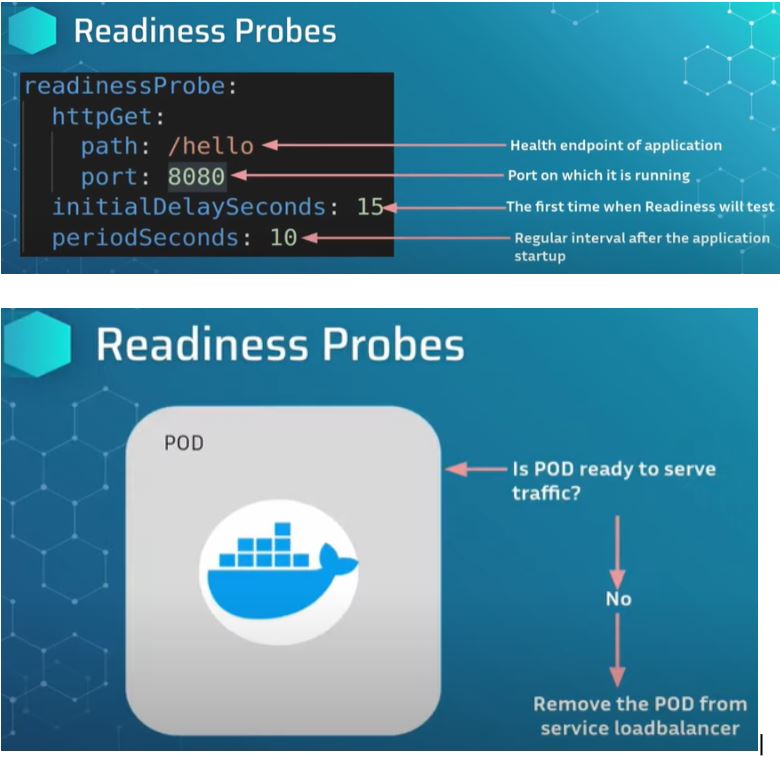 Readiness Probes
readinessProbe:
httpGet:
path: /hello
Health endpoint of application
port: 8080
Port on which it is running
initialDelaySeconds: 15
The first time when Readiness will test
periodSeconds: 10
Regular interval after the application
startup
Readiness Probes
POD
Is POD ready to serve
traffic?
No
Remove the POD from
service loadbalancer